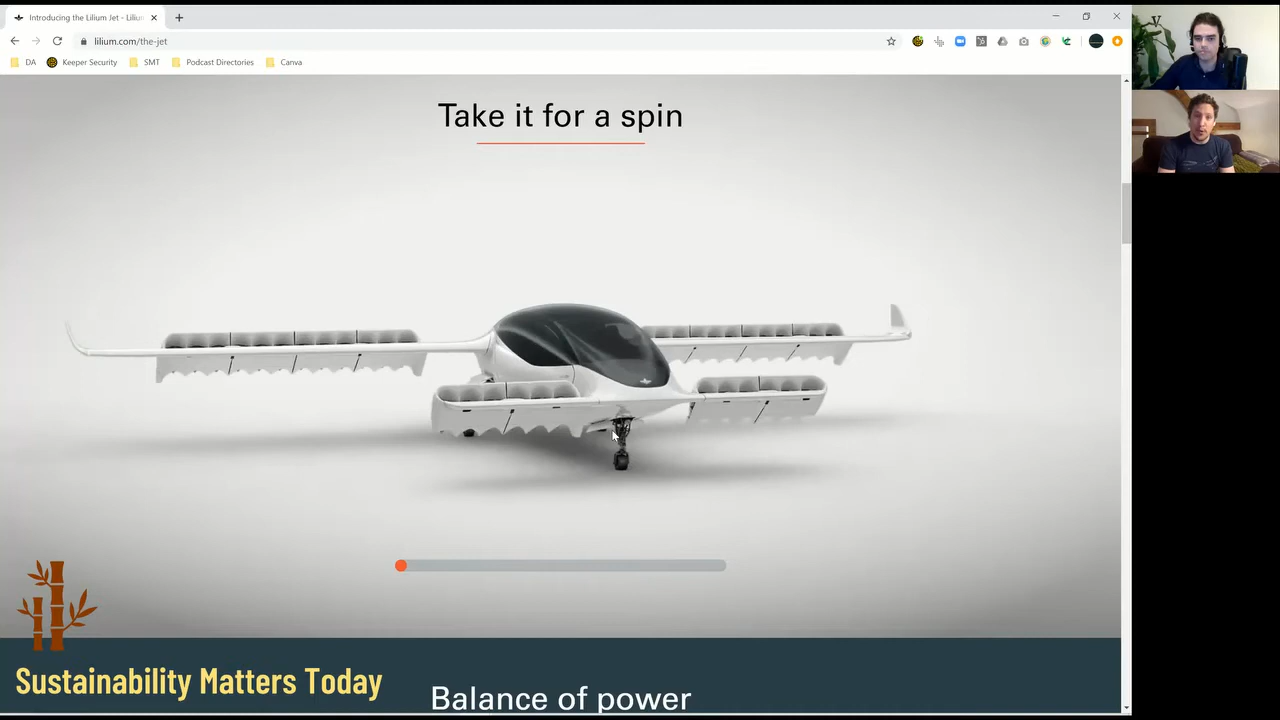 Introducing the Lilium Jet - Liliu
lilium.com/the-jet
DA
Keeper Security
SMT
Podcast Directories
Canva
Take it for a spin
Sustainability Matters Today
Balance of power